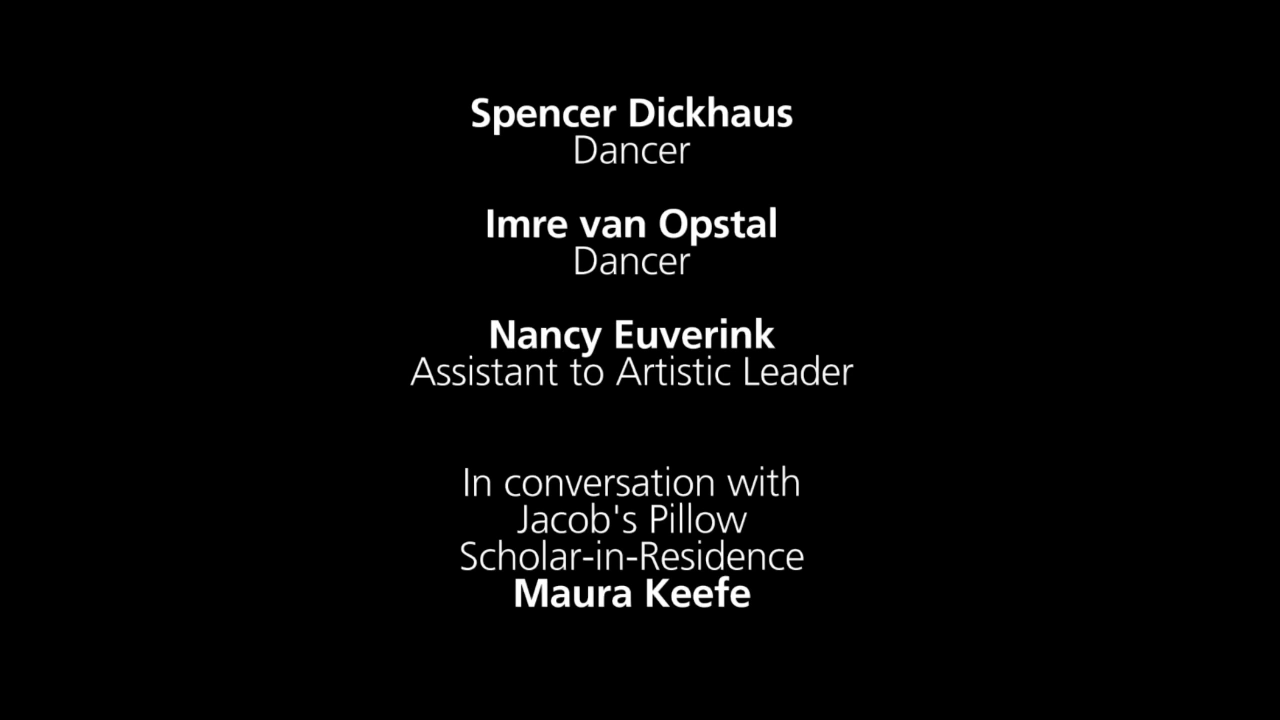 Spencer Dickhaus
Dancer
Imre van Opstal
Dancer
Nancy Euverink
Assistant to Artistic Leader
In conversation with
Jacob's Pillow
Scholar-in-Residence
Maura Keefe